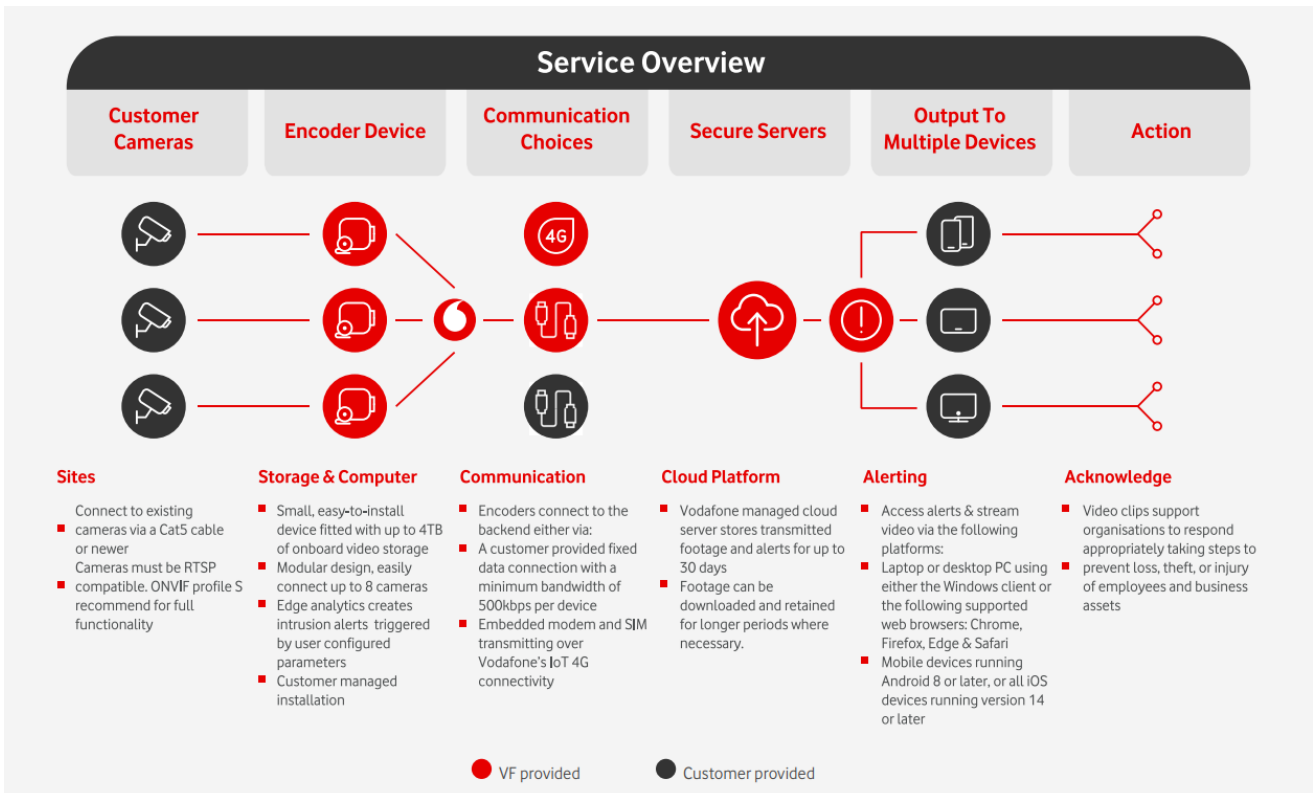 Service Overview
Customer
Cameras
Encoder Device
Communication
Choices
Secure Servers
Output To
Multiple Devices
Action
4G
Sites
Connect to existing
cameras via a Cat5 cable
or newer
Cameras must be RTSP
compatible. ONVIF profile S
recommend for full
functionality
Storage & Computer
Small, easy-to-install
device fitted with up to 4TB
of onboard video storage
Modular design, easily
connect up to 8 cameras
Edge analytics creates
intrusion alerts triggered
by user configured
parameters
Customer managed
installation
Communication
Encoders connect to the
backend either via:
A customer provided fixed
data connection with a
minimum bandwidth of
500kbps per device
Embedded modem and SIM
transmitting over
Vodafone's IoT 4G
connectivity
Cloud Platform
Vodafone managed cloud
server stores transmitted
footage and alerts for up to
30 days
Footage can be
downloaded and retained
for longer periods where
necessary.
Alerting
Access alerts & stream
video via the following
platforms:
Laptop or desktop PC using
either the Windows client or
the following supported
web browsers: Chrome,
Firefox, Edge & Safari
Mobile devices running
Android 8 or later, or all iOS
devices running version 14
or later
Acknowledge
Video clips support
organisations to respond
appropriately taking steps to
prevent loss, theft, or injury
of employees and business
assets
VF provided
Customer provided